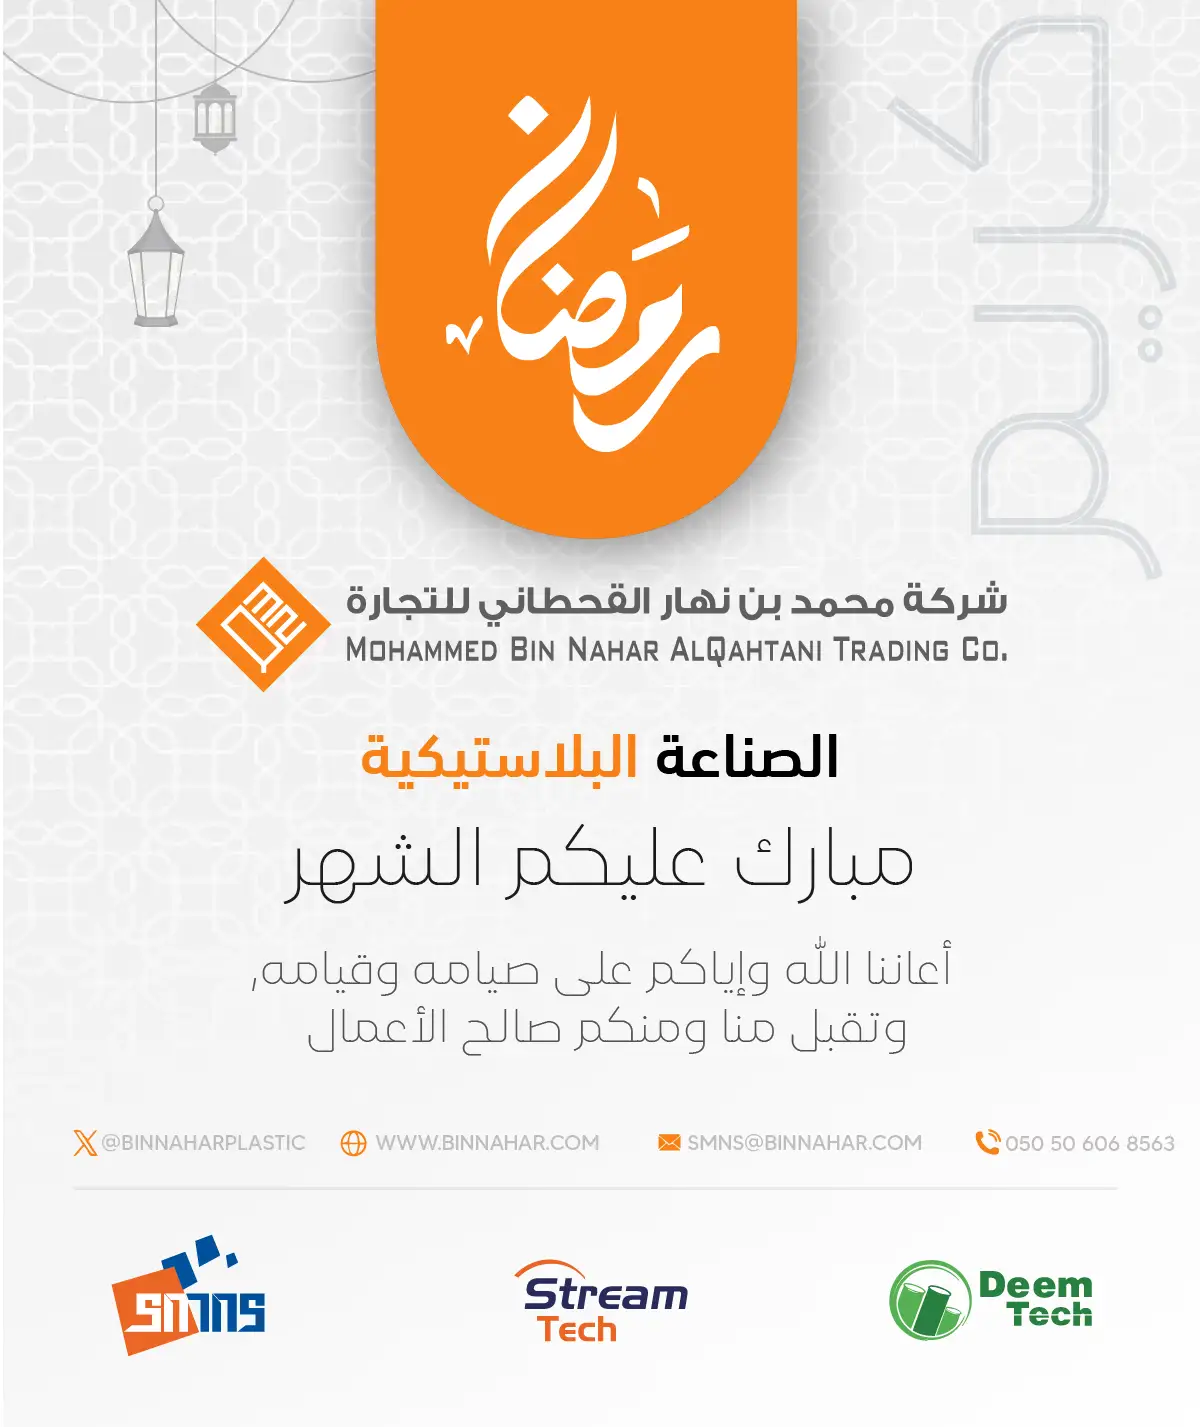 رمضان
كريم
شركة محمد بن نهار القحطاني للتجارة
MOHAMMED BIN NAHAR ALQAHTANI TRADING CO.
الصناعة البلاستيكية
مبارك عليكم الشهر
أعاننا الله وإياكم على صيامه وقيامه,
وتقبل منا ومنكم صالح الأعمال
@BINNAHARPLASTIC WWW.BINNAHAR.COM SMNS@BINNAHAR.COM 050 50 606 8563
SMNS
Stream
Tech
Deem
Tech